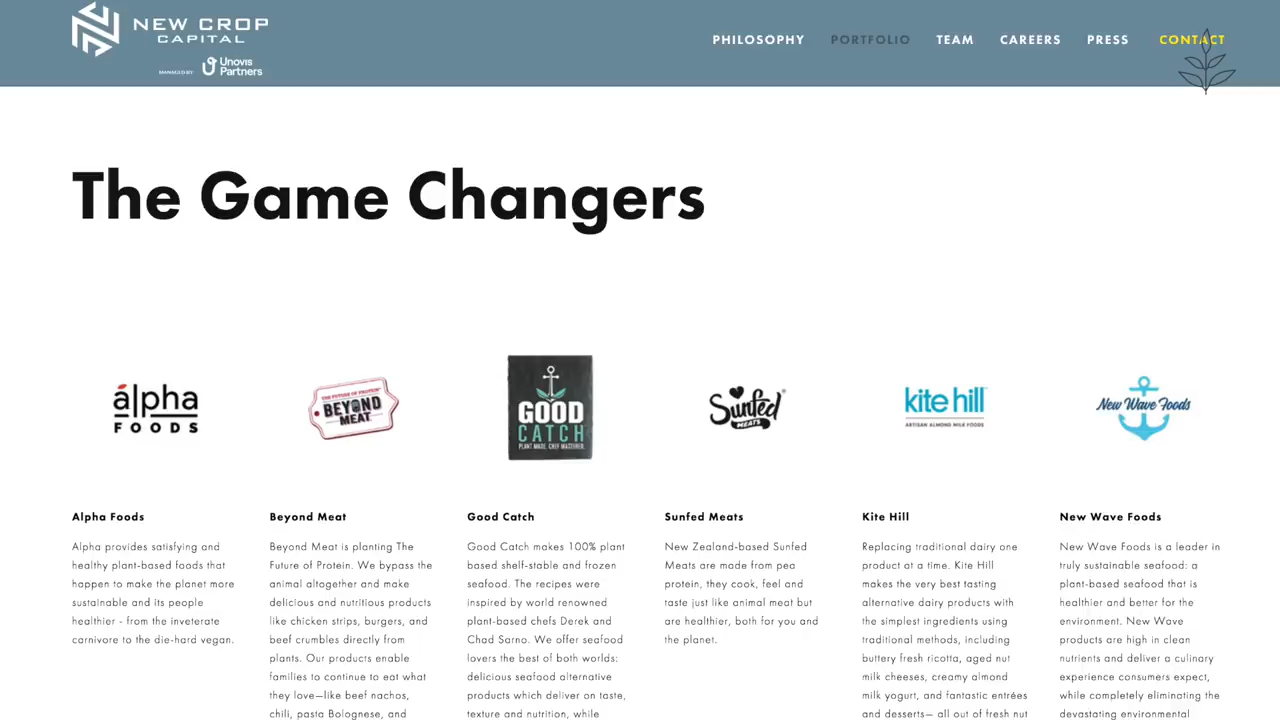 NEW CROP
CAPITAL
MANAGED BY
Unovis
Partners
PHILOSOPHY
PORTFOLIO
TEAM
CAREERS
PRESS
CONTACT
The Game Changers
álpha
FOODS
THE FUTURE OF PROTEIN
BEYOND
MEAT
GOOD
CATCH
PLANT MADE. CHEF MASTERED.
Sunfed
MEATS
kite hill
ARTISAN ALMOND MILK FOODS
New Wave Foods
Alpha Foods
Alpha provides satisfying and
healthy plant-based foods that
happen to make the planet more
sustainable and its people
healthier - from the inveterate
carnivore to the die-hard vegan.
Beyond Meat
Beyond Meat is planting The
Future of Protein. We bypass the
animal altogether and make
delicious and nutritious products
like chicken strips, burgers, and
beef crumbles directly from
plants. Our products enable
families to continue to eat what
they love—like beef nachos,
chili, pasta Bolognese, and
Good Catch
Good Catch makes 100% plant
based shelf-stable and frozen
seafood. The recipes were
inspired by world renowned
plant-based chefs Derek and
Chad Sarno. We offer seafood
lovers the best of both worlds:
delicious seafood alternative
products which deliver on taste,
texture and nutrition, while
Sunfed Meats
New Zealand-based Sunfed
Meats are made from pea
protein, they cook, feel and
taste just like animal meat but
are healthier, both for you and
the planet.
Kite Hill
Replacing traditional dairy one
product at a time. Kite Hill
makes the very best tasting
alternative dairy products with
the simplest ingredients using
traditional methods, including
buttery fresh ricotta, aged nut
milk cheeses, creamy almond
milk yogurt, and fantastic entrées
and desserts— all out of fresh nut
New Wave Foods
New Wave Foods is a leader in
truly sustainable seafood: a
plant-based seafood that is
healthier and better for the
environment. New Wave
products are high in clean
nutrients and deliver a culinary
experience consumers expect,
while completely eliminating the
devastating environmental